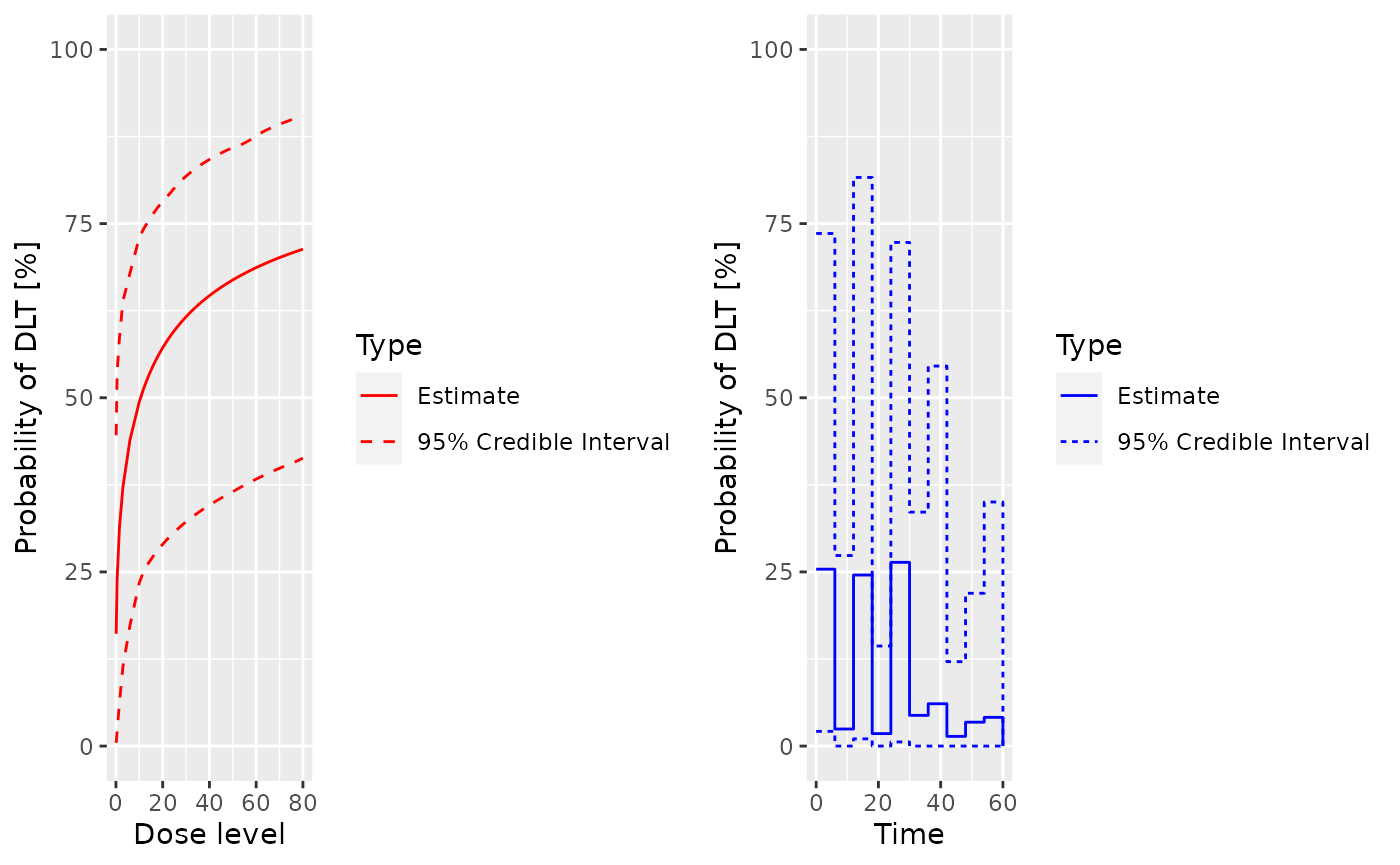 Probability of DLT [%]
100
75
50
25
0
0 20 40 60 80
Dose level
Type
Estimate
95% Credible Interval
Probability of DLT [%]
100
75
50
25
0
0 20 40 60
Time
Type
Estimate
95% Credible Interval